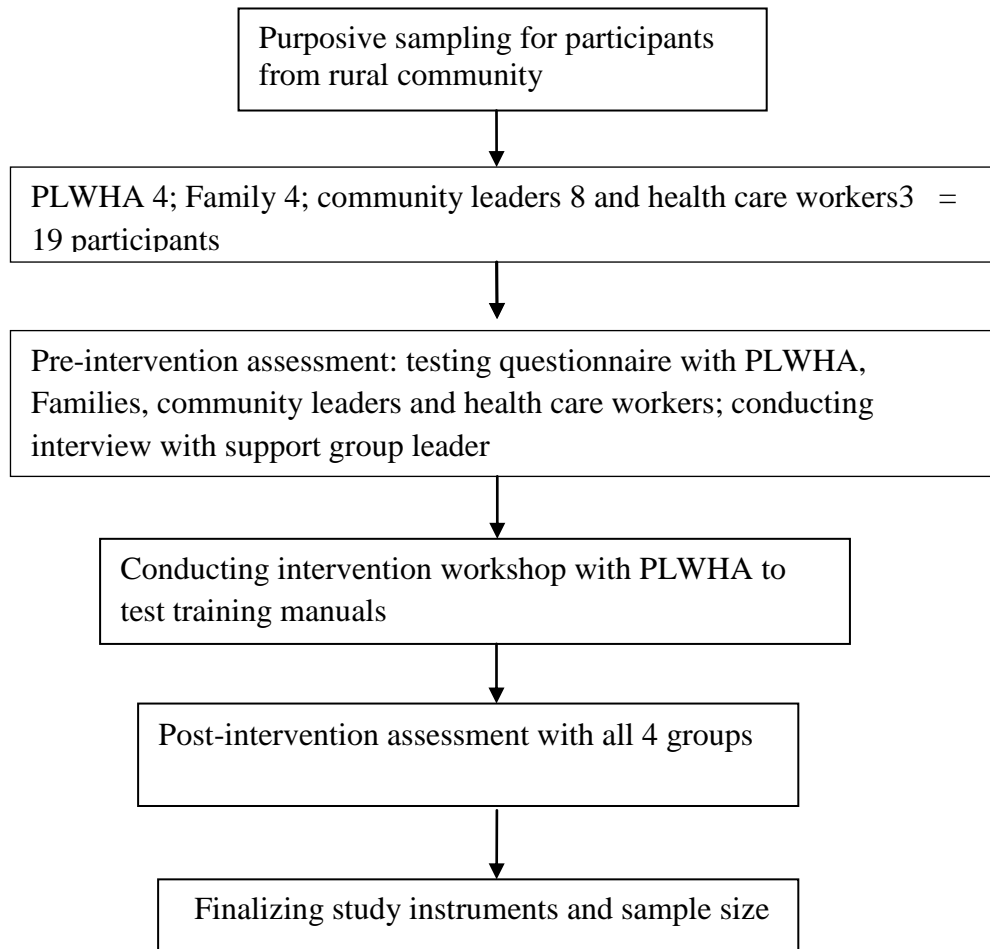 Purposive sampling for participants
from rural community
PLWHA 4; Family 4; community leaders 8 and health care workers3 =
19 participants
Pre-intervention assessment: testing questionnaire with PLWHA,
Families, community leaders and health care workers; conducting
interview with support group leader
Conducting intervention workshop with PLWHA to
test training manuals
Post-intervention assessment with all 4 groups
Finalizing study instruments and sample size